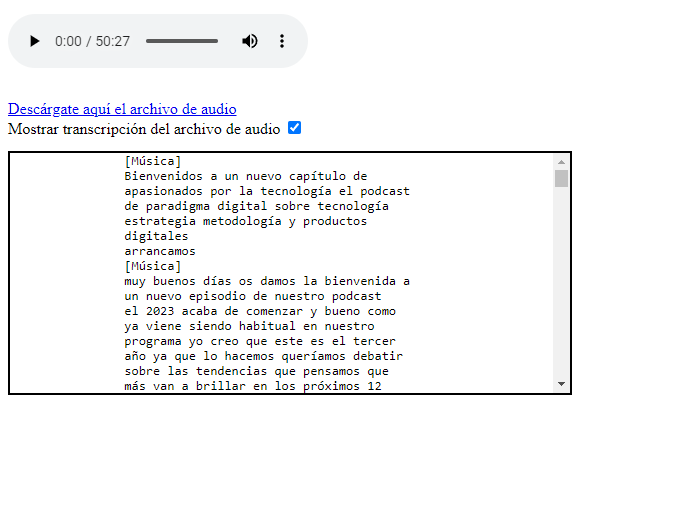 0:00 / 50:27
Descárgate aquí el archivo de audio
Mostrar transcripción del archivo de audio
[Música]
Bienvenidos a un nuevo capítulo de
apasionados por la tecnología el podcast
de paradigma digital sobre tecnología
estrategia metodología y productos
digitales
arrancamos
[Música]
muy buenos días os damos la bienvenida a
un nuevo episodio de nuestro podcast
el 2023 acaba de comenzar y bueno como
ya viene siendo habitual en nuestro
programa yo creo que este es el tercer
año ya que lo hacemos queríamos debatir
sobre las tendencias que pensamos que
más van a brillar en los próximos 12